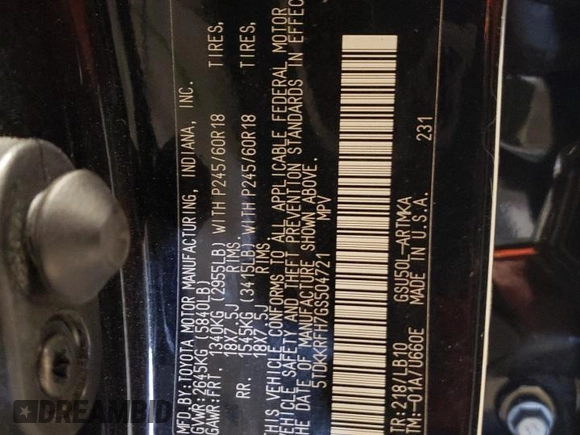 MFD. BY: TOYOTA MOTOR MANUFACTURING, INDIANA, INC.
GVWR: 2645KG (5840LB)
GAWR: FRT. 1340KG (2955LB) WITH P245/60R18 TIRES,
18X7.5J RIMS.
RR. 1545KG (3415LB) WITH P245/60R18 TIRES,
18X7.5J RIMS.
THIS VEHICLE CONFORMS TO ALL APPLICABLE FEDERAL MOTOR
VEHICLE SAFETY AND THEFT PREVENTION STANDARDS IN EFFECT
THE DATE OF MANUFACTURE SHOWN ABOVE.
5TDKKRFH7GS504721 MPV
231
TR:218/LB10 GSU50L-ARTMKA
TM:-01A/U660E MADE IN U.S.A.
DREAMBID